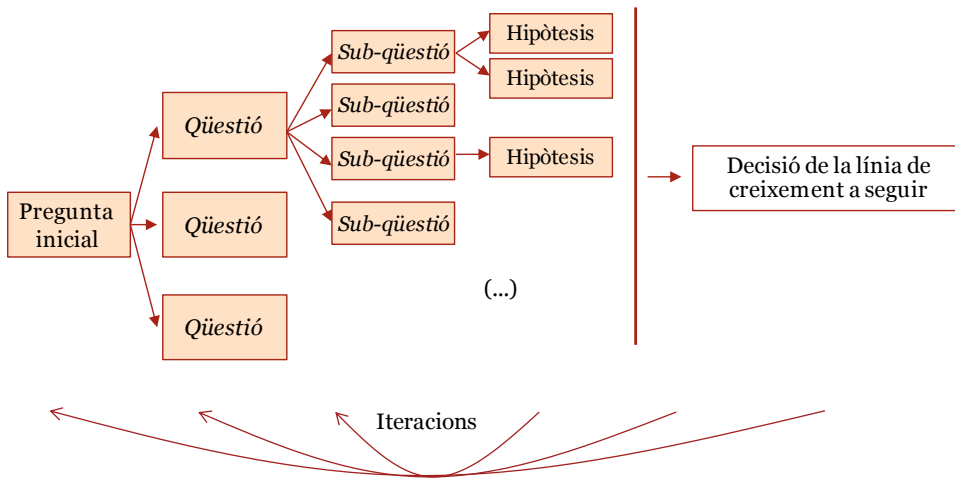 Pregunta
inicial
Qüestió
Qüestió
Qüestió
Sub-qüestió
Sub-qüestió
Sub-qüestió
Sub-qüestió
Hipòtesis
Hipòtesis
Hipòtesis
(...)
Decisió de la línia de
creixement a seguir
Iteracions